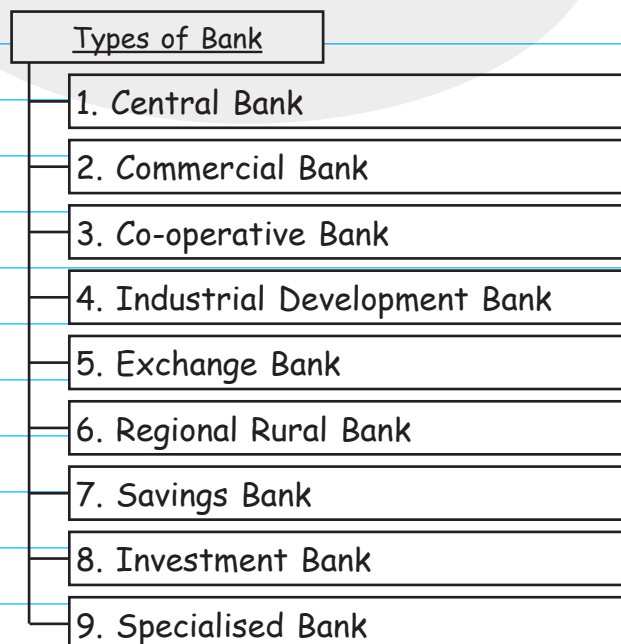 Types of Bank
1. Central Bank
2. Commercial Bank
3. Co-operative Bank
4. Industrial Development Bank
5. Exchange Bank
6. Regional Rural Bank
7. Savings Bank
8. Investment Bank
9. Specialised Bank